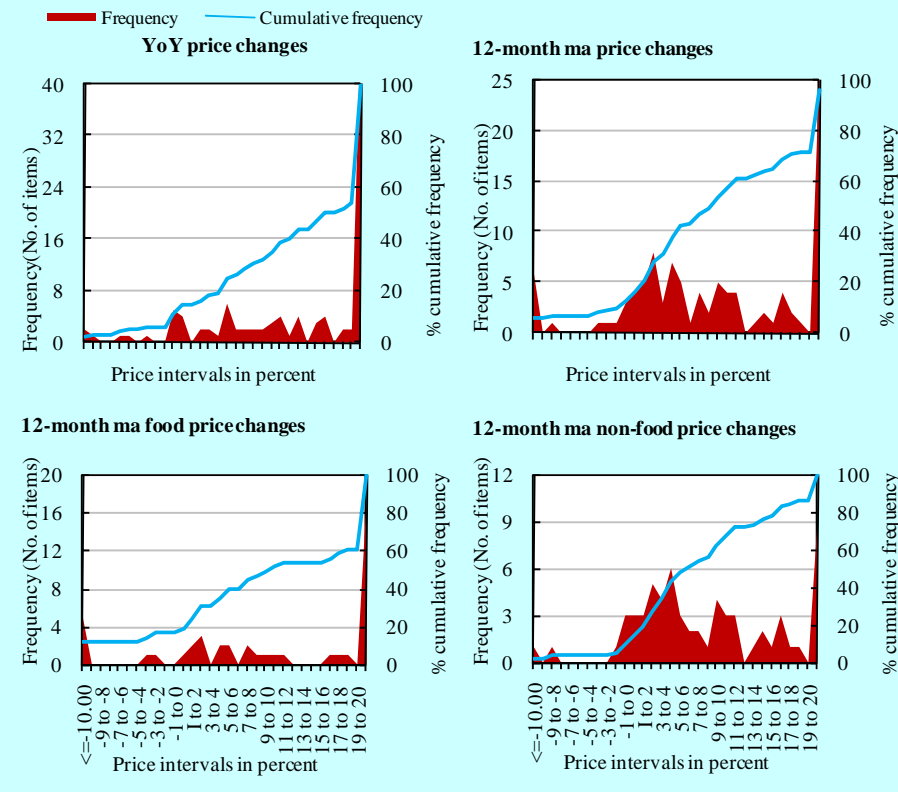 Frequency Cumulative frequency
YoY price changes
40
32
24
16
8
0
100
80
60
40
20
0
Frequency(No. of items)
% cumulative frequency
Price intervals in percent
12-month ma price changes
25
20
15
10
5
0
100
80
60
40
20
0
Frequency (No. of items)
% cumulative frequency
Price intervals in percent
12-month ma food price changes
20
16
12
8
4
0
100
80
60
40
20
0
Frequency (No. of items)
% cumulative frequency
<=-10.00
-9 to -8
-7 to -6
-5 to -4
-3 to -2
-1 to 0
1 to 2
3 to 4
5 to 6
7 to 8
9 to 10
11 to 12
13 to 14
15 to 16
17 to 18
19 to 20
Price intervals in percent
12-month ma non-food price changes
12
9
6
3
0
100
80
60
40
20
0
Frequency (No. of items)
% cumulative frequency
<=-10.00
-9 to -8
-7 to -6
-5 to -4
-3 to -2
-1 to 0
1 to 2
3 to 4
5 to 6
7 to 8
9 to 10
11 to 12
13 to 14
15 to 16
17 to 18
19 to 20
Price intervals in percent